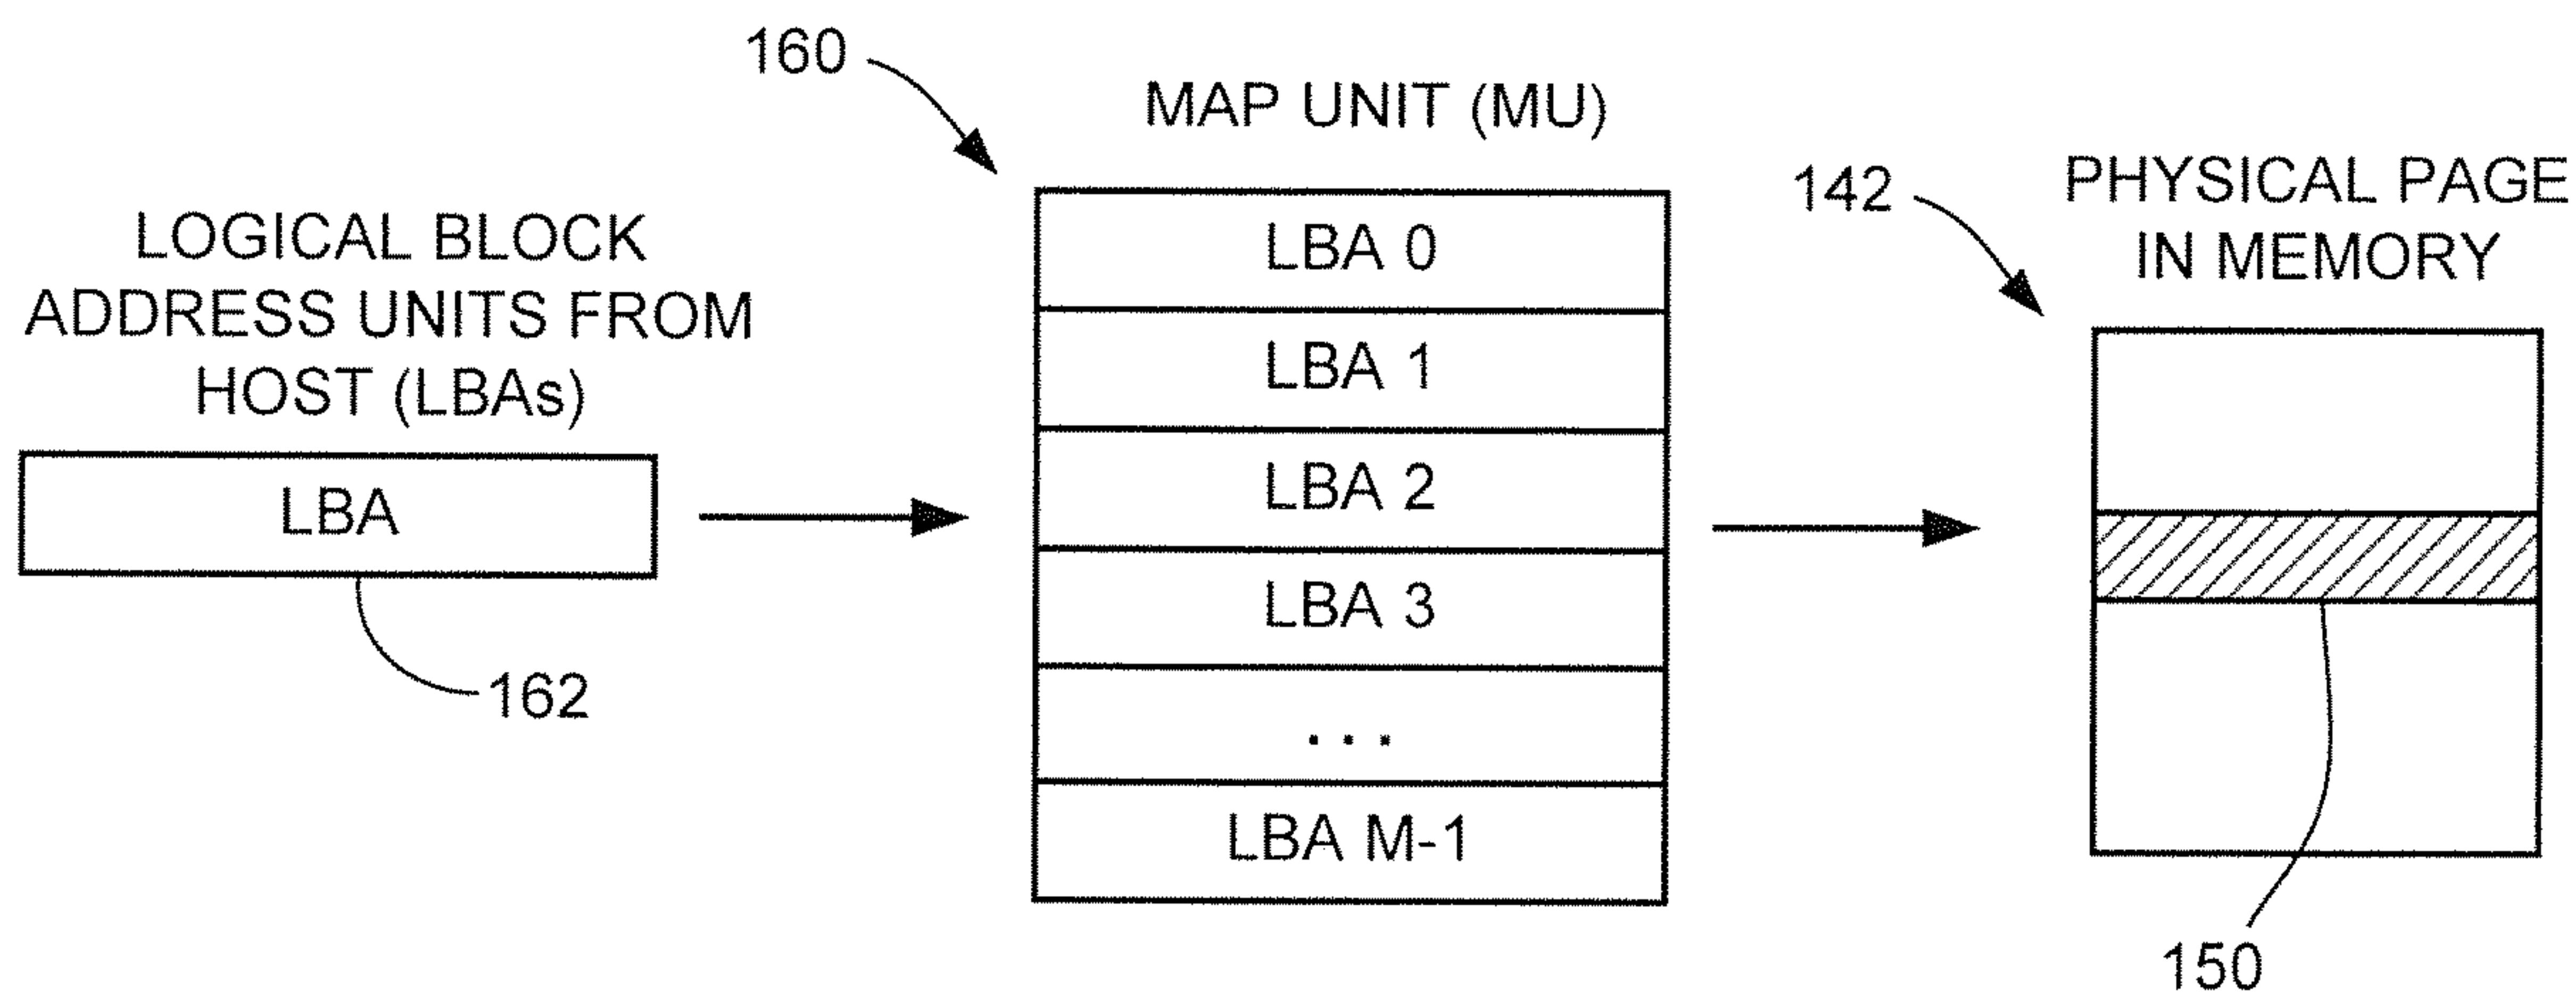 160
MAP UNIT (MU)
142
PHYSICAL PAGE
IN MEMORY
LOGICAL BLOCK
ADDRESS UNITS FROM
HOST (LBAs)
LBA
162
LBA 0
LBA 1
LBA 2
LBA 3
. . .
LBA M-1
150